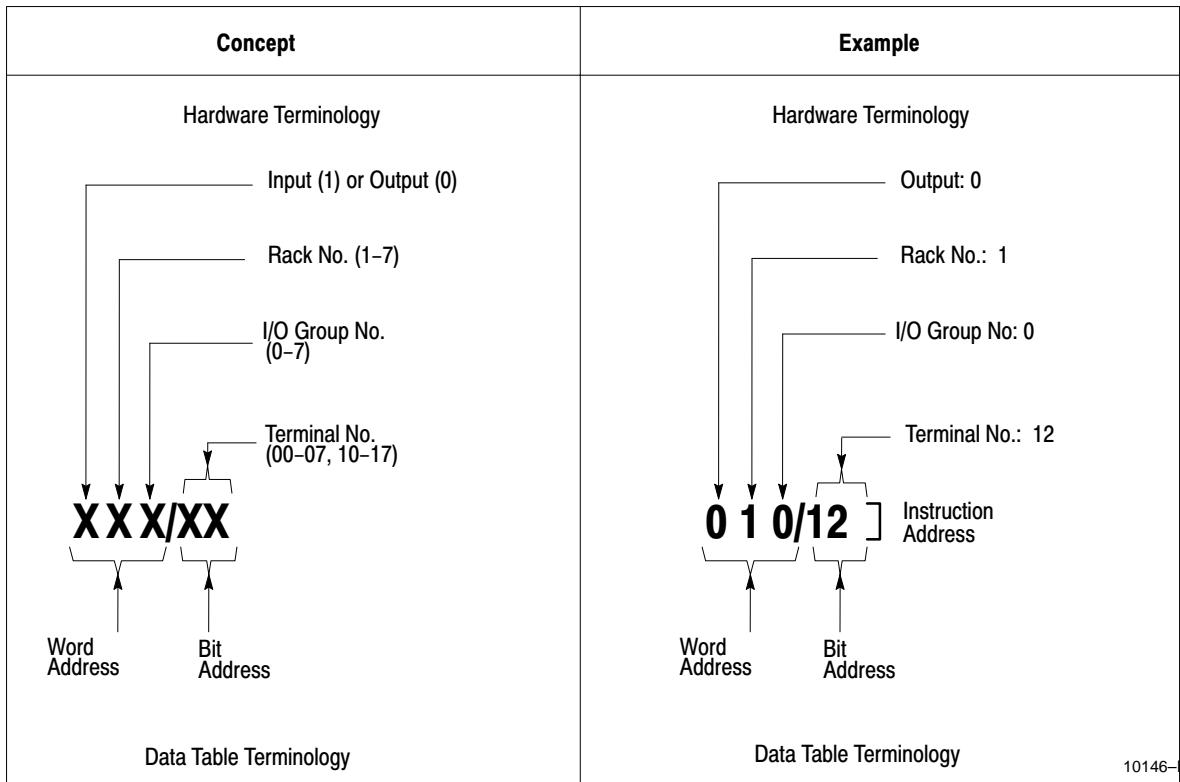 Concept
Hardware Terminology
Input (1) or Output (0)
Rack No. (1–7)
I/O Group No.
(0–7)
Terminal No.
(00–07, 10–17)
X X X/XX
Word
Address
Bit
Address
Data Table Terminology
Example
Hardware Terminology
Output: 0
Rack No.: 1
I/O Group No: 0
Terminal No.: 12
0 1 0/12
Instruction
Address
Word
Address
Bit
Address
Data Table Terminology